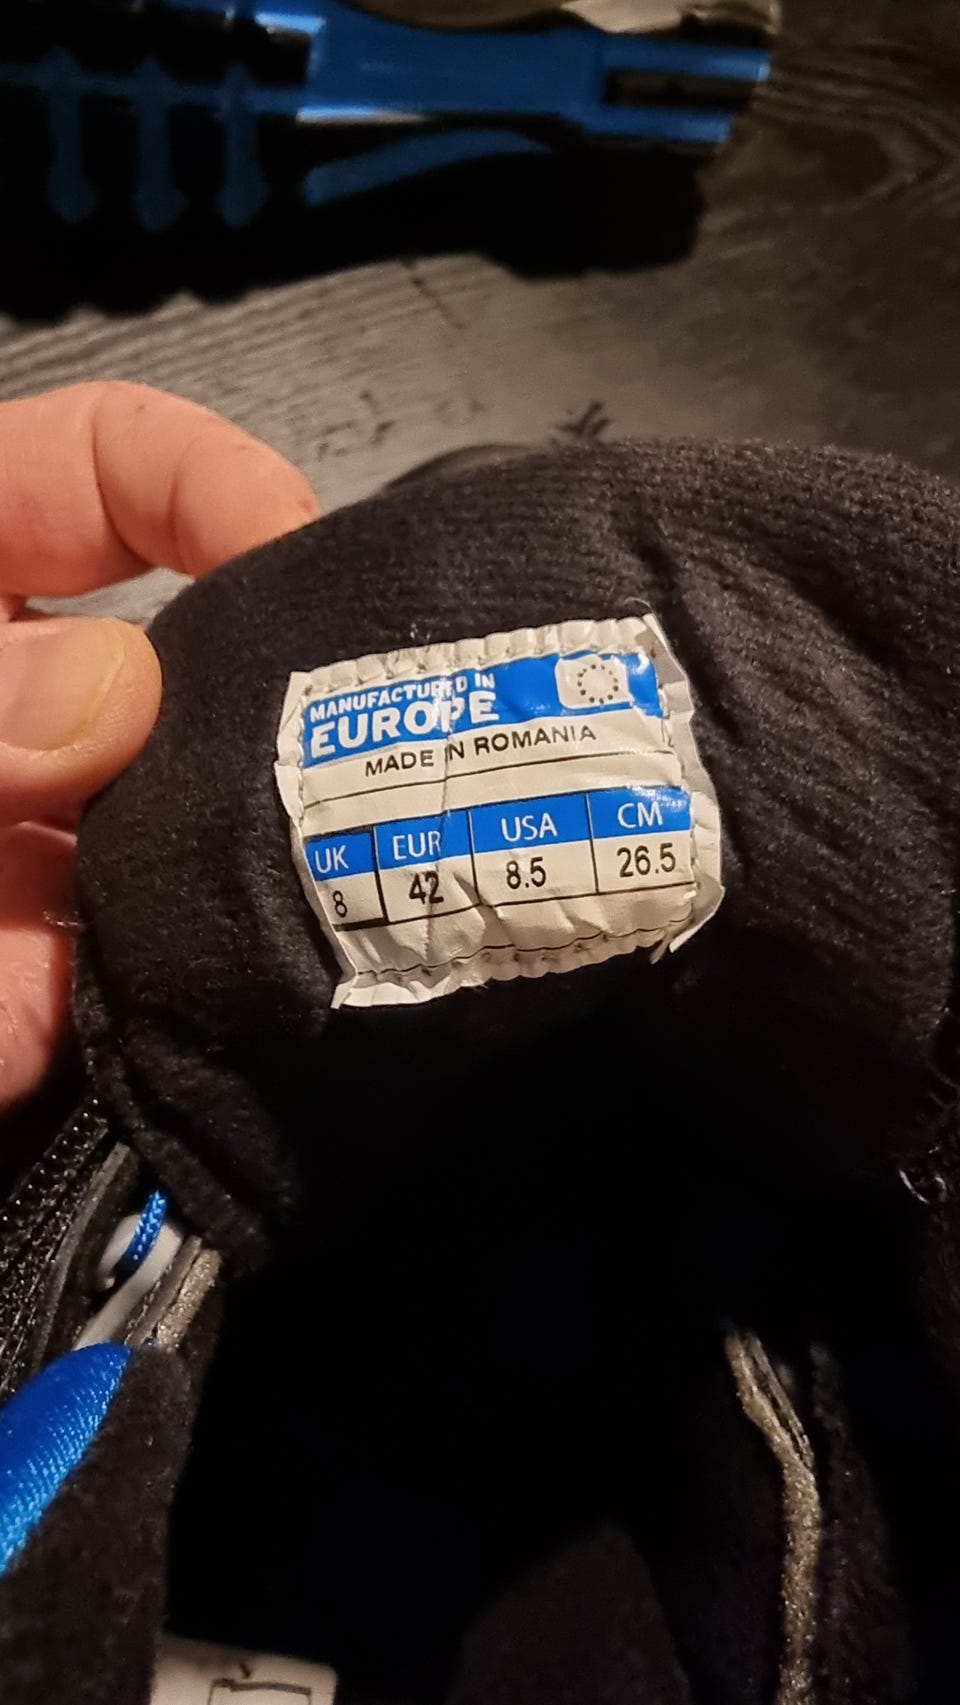 MANUFACTURED IN
EUROPE
MADE IN ROMANIA
UK EUR USA CM
8 42 8.5 26.5